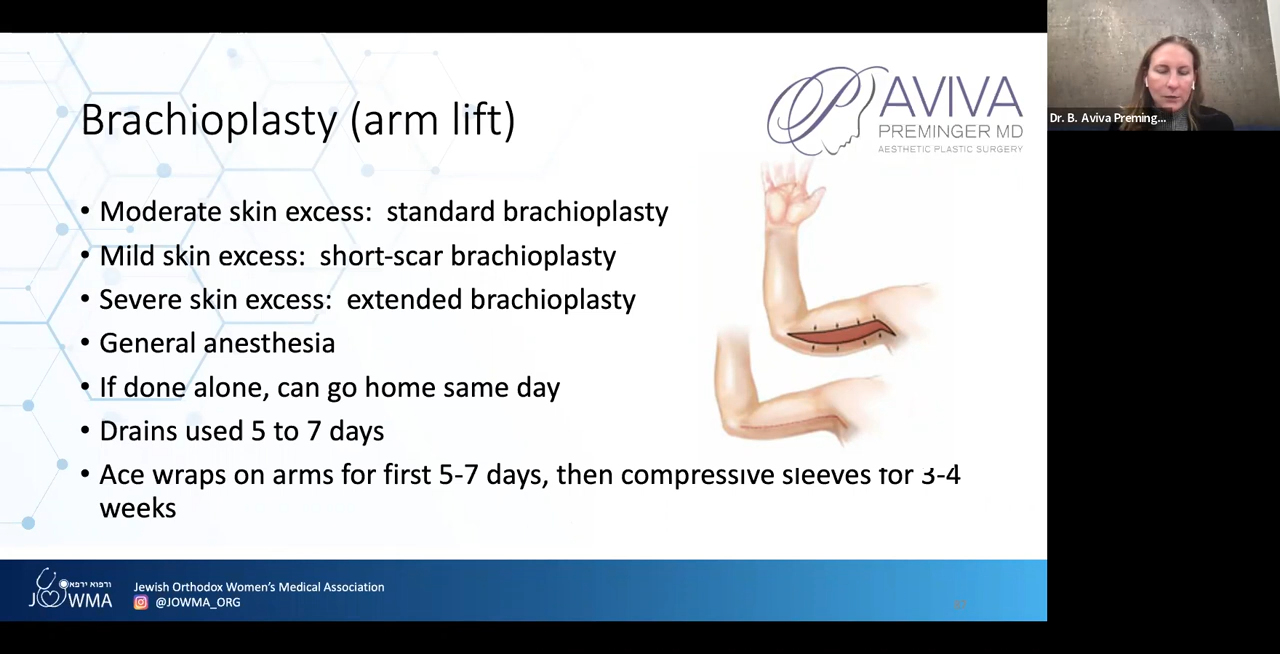 Brachioplasty (arm lift)
AVIVA
PREMINGER MD
AESTHETIC PLASTIC SURGERY
• Moderate skin excess: standard brachioplasty
• Mild skin excess: short-scar brachioplasty
• Severe skin excess: extended brachioplasty
• General anesthesia
• If done alone, can go home same day
• Drains used 5 to 7 days
• Ace wraps on arms for first 5-7 days, then compressive sleeves for 3-4
weeks
ורפוא ירפא
JOWMA
Jewish Orthodox Women's Medical Association
@JOWMA_ORG
Dr. B. Aviva Preming...